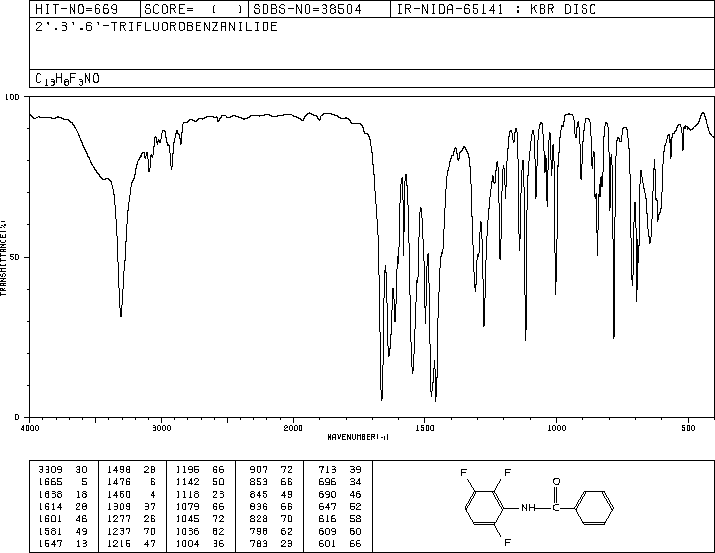 HIT-NO=669 SCORE= ( ) SDBS-NO=38504 IR-NIDA-65141 : KBR DISC
2'.3'.6'-TRIFLUOROBENZANILIDE
C13H8F3NO
100
50
0
TRANSMITTANCE(%)
4000 3000 2000 1500 1000 500
WAVENUMBER(-1)
3309 30 1498 28 1196 66 907 72 713 39
1665 5 1476 6 1142 50 853 66 696 34
1638 18 1460 4 1118 23 845 49 690 46
1614 28 1309 37 1079 66 836 66 647 52
1601 46 1277 26 1045 72 828 70 616 58
1581 49 1237 70 1036 62 798 62 609 60
1547 13 1215 47 1004 36 783 23 601 66
F F O
NH C
F